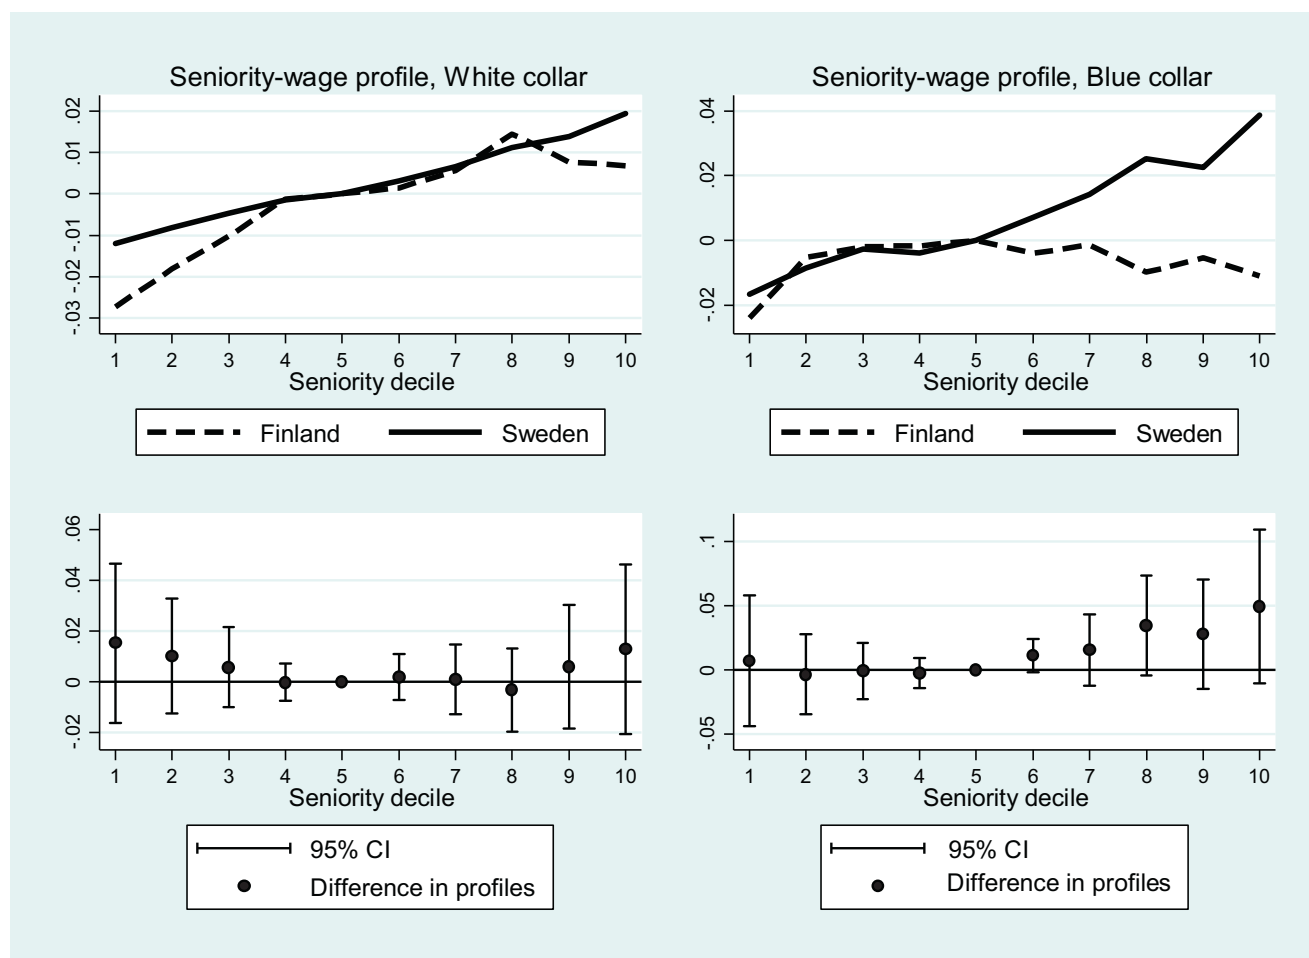 Seniority-wage profile, White collar
.02
.01
0
-.01
-.02
-.03
1 2 3 4 5 6 7 8 9 10
Seniority decile
Finland Sweden
Seniority-wage profile, Blue collar
.04
.02
0
-.02
1 2 3 4 5 6 7 8 9 10
Seniority decile
Finland Sweden
.06
.04
.02
0
-.02
1 2 3 4 5 6 7 8 9 10
Seniority decile
95% CI
Difference in profiles
.1
.05
0
-.05
1 2 3 4 5 6 7 8 9 10
Seniority decile
95% CI
Difference in profiles